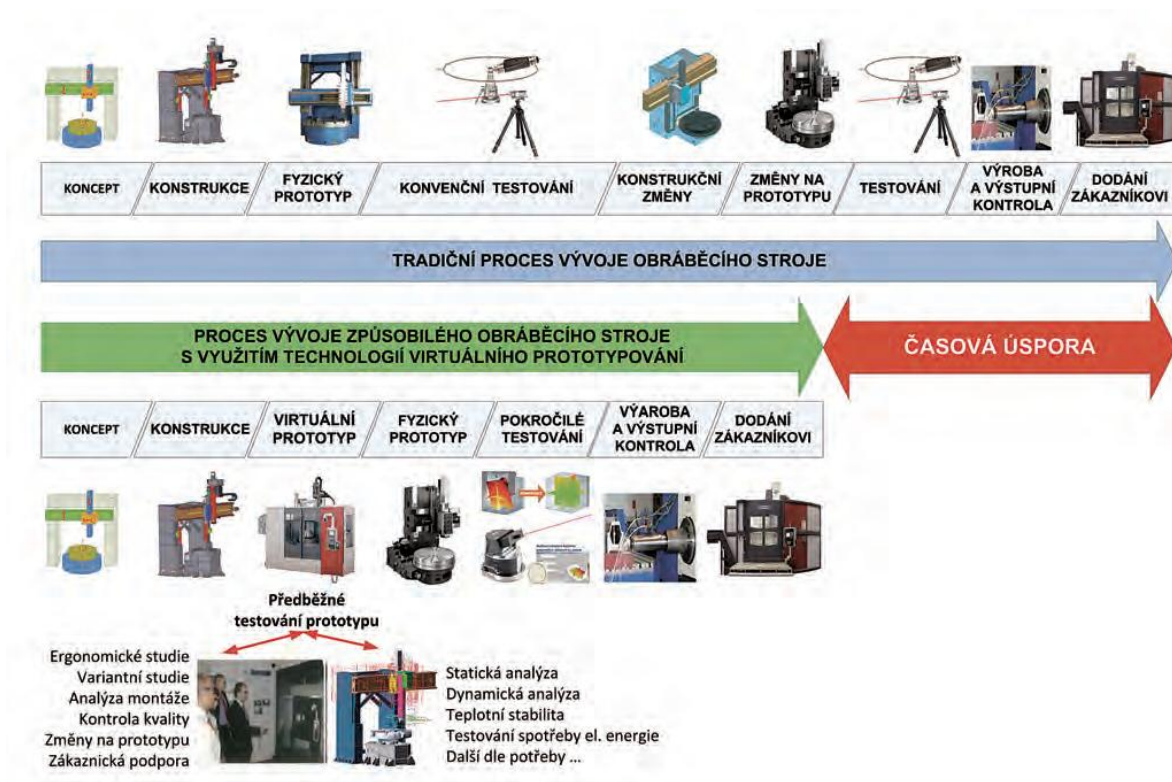 KONCEPT
KONSTRUKCE
FYZICKÝ
PROTOTYP
KONVENČNÍ TESTOVÁNÍ
KONSTRUKČNÍ
ZMĚNY
ZMĚNY NA
PROTOTYPU
TESTOVÁNÍ
VÝROBA
A VÝSTUPNÍ
KONTROLA
DODÁNÍ
ZÁKAZNÍKOVI
TRADIČNÍ PROCES VÝVOJE OBRÁBĚCÍHO STROJE
PROCES VÝVOJE ZPŮSOBILÉHO OBRÁBĚCÍHO STROJE
S VYUŽITÍM TECHNOLOGIÍ VIRTUÁLNÍHO PROTOTYPOVÁNÍ
ČASOVÁ ÚSPORA
KONCEPT
KONSTRUKCE
VIRTUÁLNÍ
PROTOTYP
FYZICKÝ
PROTOTYP
POKROČILÉ
TESTOVÁNÍ
VÝAROBA
A VÝSTUPNÍ
KONTROLA
DODÁNÍ
ZÁKAZNÍKOVI
Předběžné
testování prototypu
Ergonomické studie
Variantní studie
Analýza montáže
Kontrola kvality
Změny na prototypu
Zákaznická podpora
Statická analýza
Dynamická analýza
Teplotní stabilita
Testování spotřeby el. energie
Další dle potřeby ...